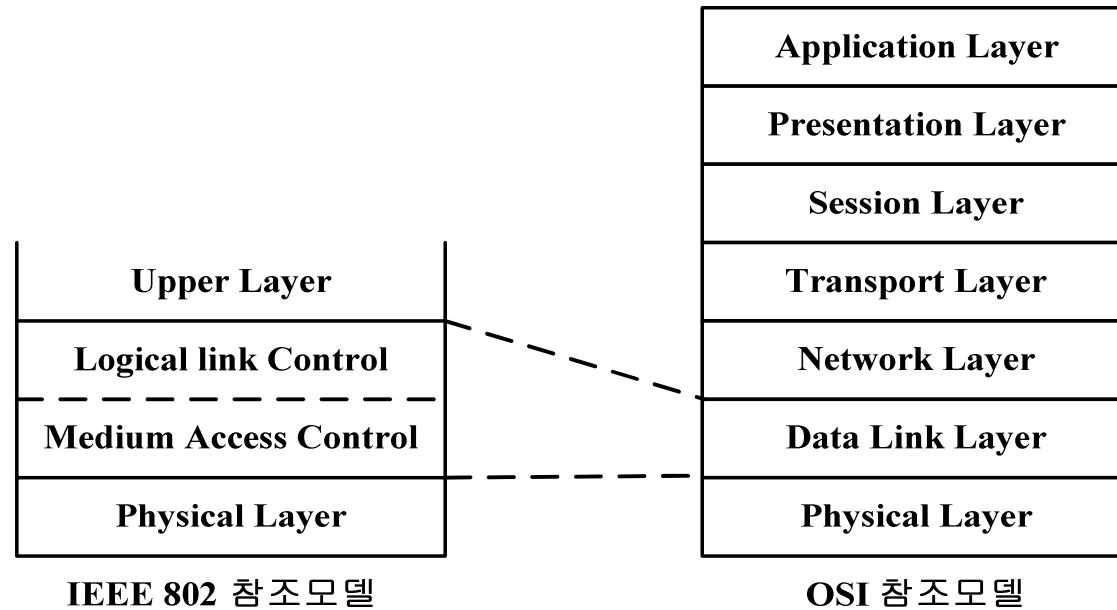 Upper Layer
Logical link Control
Medium Access Control
Physical Layer
IEEE 802 참조모델
Application Layer
Presentation Layer
Session Layer
Transport Layer
Network Layer
Data Link Layer
Physical Layer
OSI 참조모델